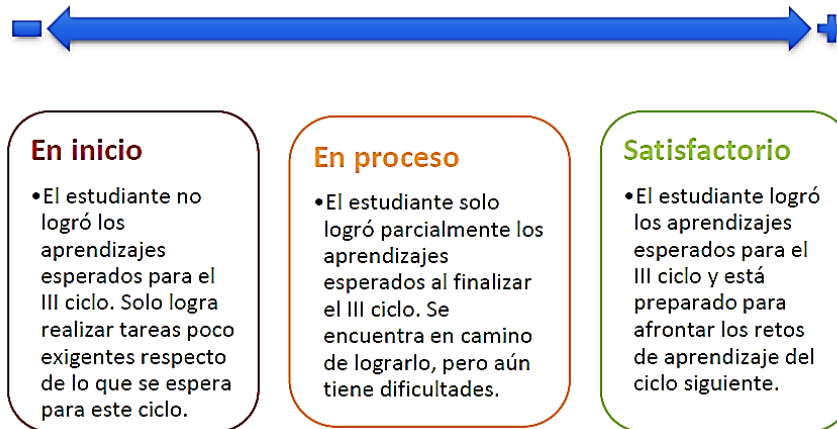 En inicio
•El estudiante no
logró los
aprendizajes
esperados para el
III ciclo. Solo logra
realizar tareas poco
exigentes respecto
de lo que se espera
para este ciclo.
En proceso
•El estudiante solo
logró parcialmente los
aprendizajes
esperados al finalizar
el III ciclo. Se
encuentra en camino
de lograrlo, pero aún
tiene dificultades.
Satisfactorio
•El estudiante logró
los aprendizajes
esperados para el
III ciclo y está
preparado para
afrontar los retos
de aprendizaje del
ciclo siguiente.